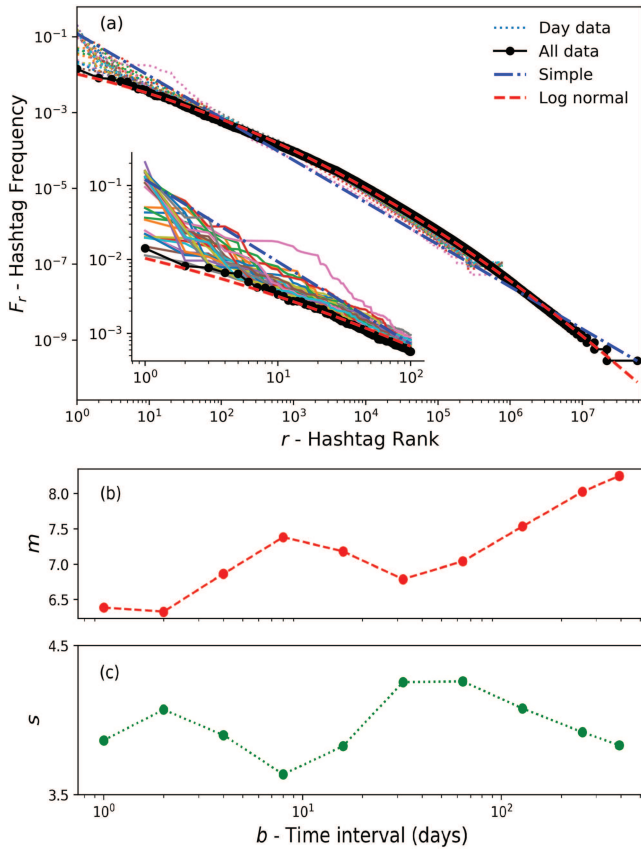 (a)
Day data
All data
Simple
Log normal
F_r - Hashtag Frequency
10^-1
10^-3
10^-5
10^-7
10^-9
10^-1
10^-2
10^-3
10^0
10^1
10^2
10^0
10^1
10^2
10^3
10^4
10^5
10^6
10^7
r - Hashtag Rank
(b)
m
8.0
7.5
7.0
6.5
(c)
s
4.5
3.5
10^0
10^1
10^2
b - Time interval (days)